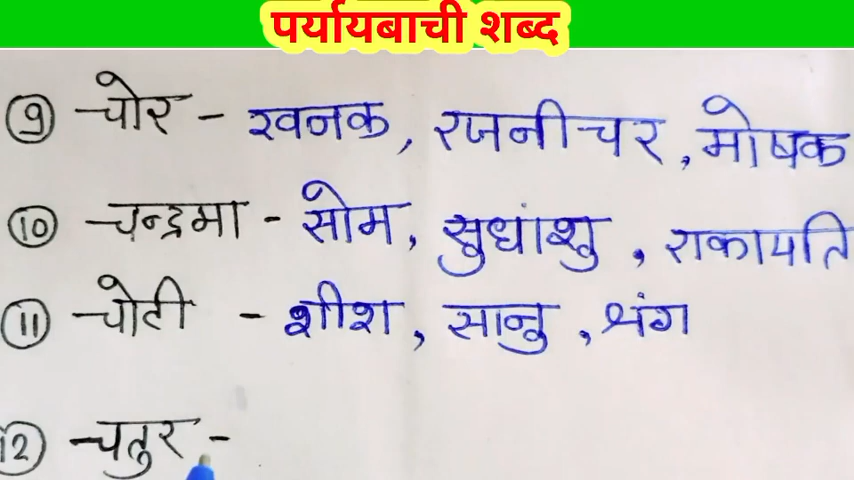 पर्यायबाची शब्द
9 चोर - खनक, रजनीचर, मोषक
10 चन्द्रमा - सोम, सुधांशु, राकापति
11 चोटी - शीश, सानु, श्रंग
12 चतुर -